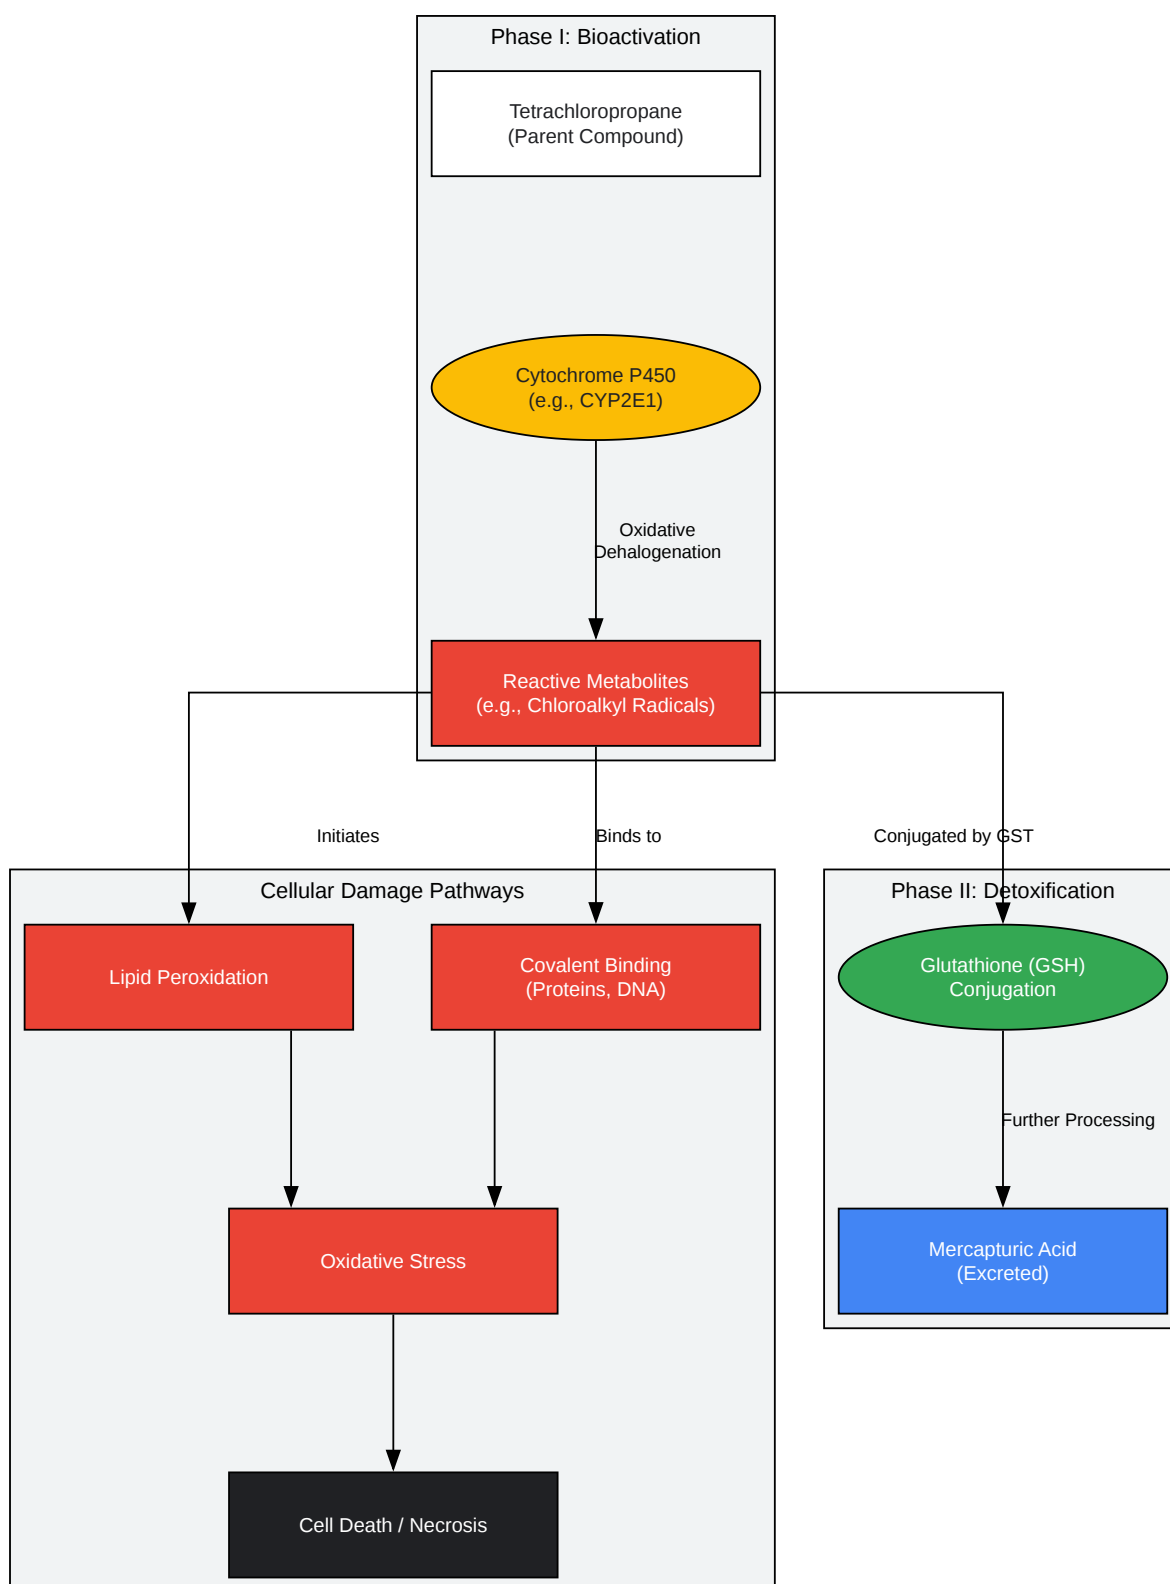 Phase I: Bioactivation
Tetrachloropropane
(Parent Compound)
Cytochrome P450
(e.g., CYP2E1)
Oxidative
Dehalogenation
Reactive Metabolites
(e.g., Chloroalkyl Radicals)
Initiates
Binds to
Conjugated by GST
Cellular Damage Pathways
Phase II: Detoxification
Lipid Peroxidation
Covalent Binding
(Proteins, DNA)
Glutathione (GSH)
Conjugation
Further Processing
Oxidative Stress
Mercapturic Acid
(Excreted)
Cell Death / Necrosis